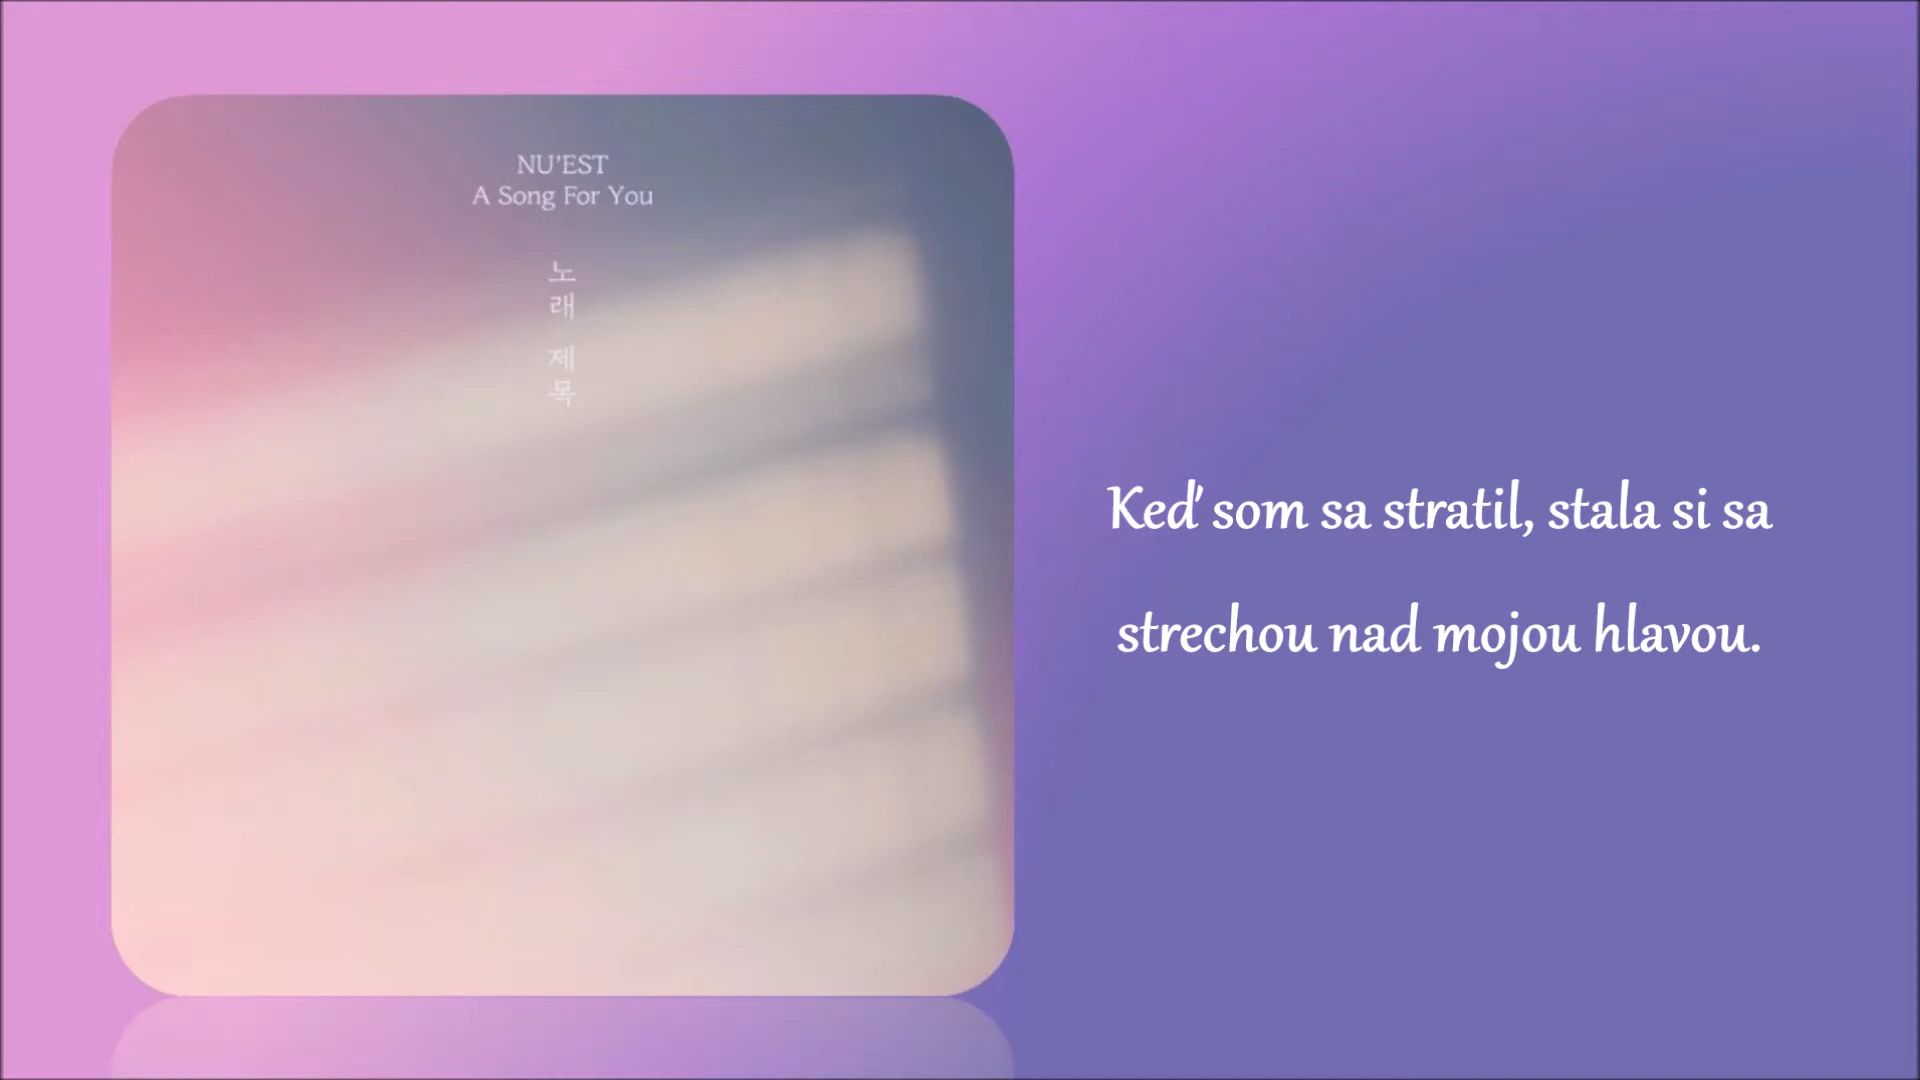 NU'EST
A Song For You
노래 제목
Keď som sa stratil, stala si sa
strechou nad mojou hlavou.